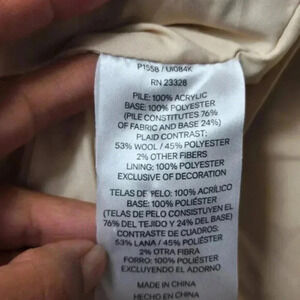 P1558 / U1084K
RN 23328
PILE: 100% ACRYLIC
BASE: 100% POLYESTER
(PILE CONSTITUTES 76%
OF FABRIC AND BASE 24%)
PLAID CONTRAST:
53% WOOL / 45% POLYESTER
2% OTHER FIBERS
LINING: 100% POLYESTER
EXCLUSIVE OF DECORATION
TELAS DE PELO: 100% ACRÍLICO
BASE: 100% POLIÉSTER
(TELAS DE PELO CONSTITUYEN EL
76% DEL TEJIDO Y 24% DEL BASE)
CONTRASTE DE CUADROS:
53% LANA / 45% POLIÉSTER
2% OTRA FIBRA
FORRO: 100% POLIÉSTER
EXCLUYENDO EL ADORNO
MADE IN CHINA
HECHO EN CHINA